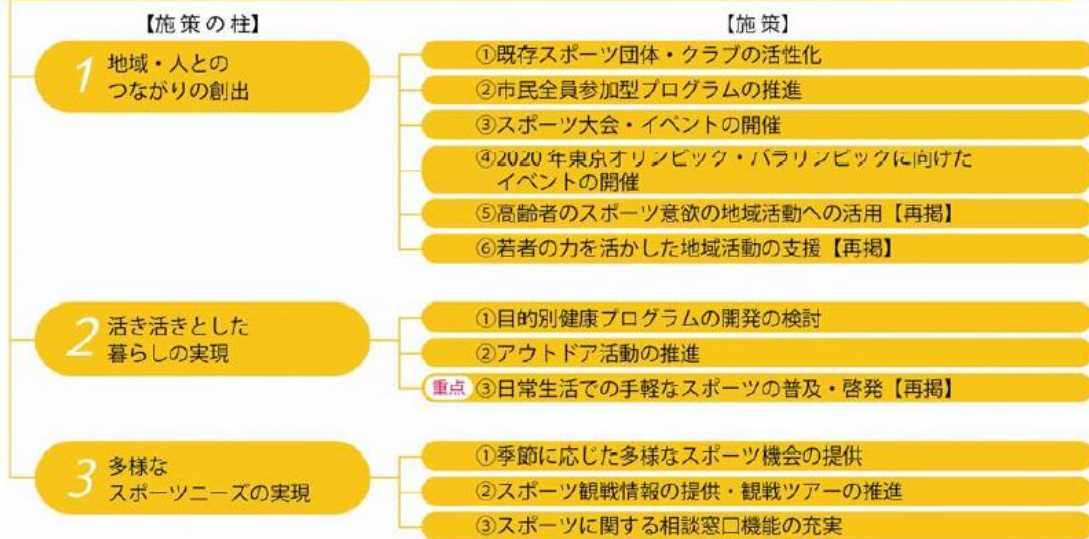 【施策の柱】
【施策】
1 地域・人との
つながりの創出
①既存スポーツ団体・クラブの活性化
②市民全員参加型プログラムの推進
③スポーツ大会・イベントの開催
④2020年東京オリンピック・パラリンピックに向けた
イベントの開催
⑤高齢者のスポーツ意欲の地域活動への活用【再掲】
⑥若者の力を活かした地域活動の支援【再掲】
2 活き活きとした
暮らしの実現
①目的別健康プログラムの開発の検討
②アウトドア活動の推進
重点 ③日常生活での手軽なスポーツの普及・啓発【再掲】
3 多様な
スポーツニーズの実現
①季節に応じた多様なスポーツ機会の提供
②スポーツ観戦情報の提供・観戦ツアーの推進
③スポーツに関する相談窓口機能の充実